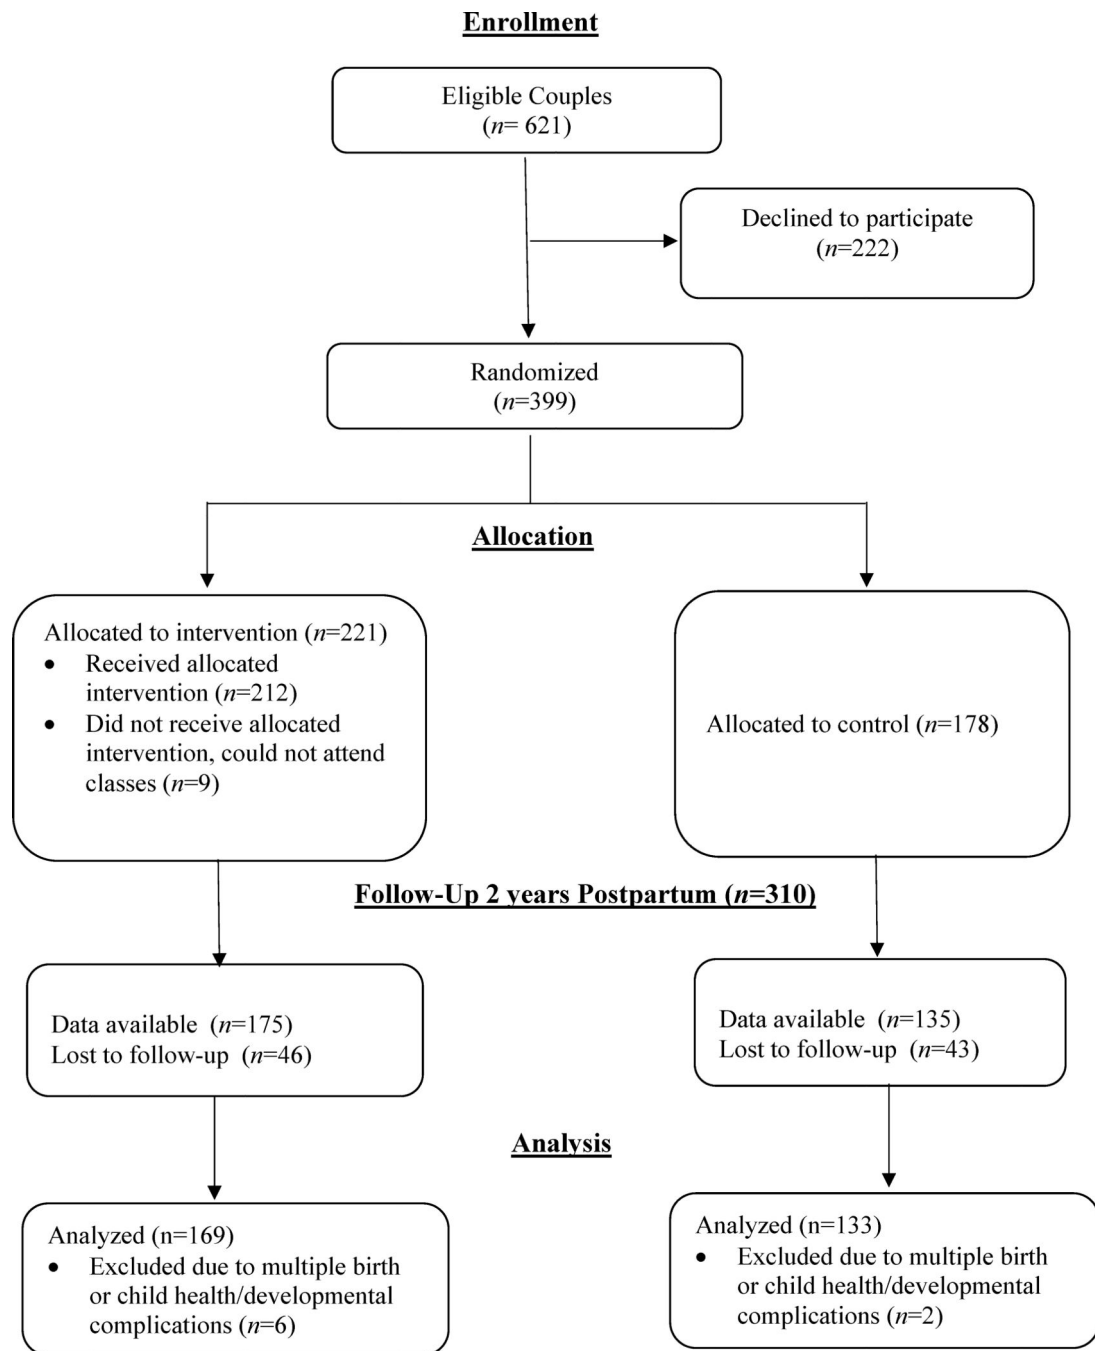 Enrollment
Eligible Couples
(n= 621)
Declined to participate
(n=222)
Randomized
(n=399)
Allocation
Allocated to intervention (n=221)
• Received allocated
intervention (n=212)
• Did not receive allocated
intervention, could not attend
classes (n=9)
Allocated to control (n=178)
Follow-Up 2 years Postpartum (n=310)
Data available (n=175)
Lost to follow-up (n=46)
Data available (n=135)
Lost to follow-up (n=43)
Analysis
Analyzed (n=169)
• Excluded due to multiple birth
or child health/developmental
complications (n=6)
Analyzed (n=133)
• Excluded due to multiple birth
or child health/developmental
complications (n=2)